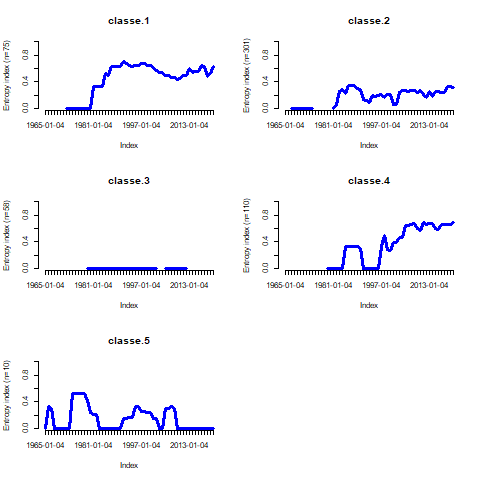 classe.1
Entropy index (n=75)
0.0 0.4 0.8
1965-01-04 1981-01-04 1997-01-04 2013-01-04
Index
classe.2
Entropy index (n=301)
0.0 0.4 0.8
1965-01-04 1981-01-04 1997-01-04 2013-01-04
Index
classe.3
Entropy index (n=58)
0.0 0.4 0.8
1965-01-04 1981-01-04 1997-01-04 2013-01-04
Index
classe.4
Entropy index (n=110)
0.0 0.4 0.8
1965-01-04 1981-01-04 1997-01-04 2013-01-04
Index
classe.5
Entropy index (n=10)
0.0 0.4 0.8
1965-01-04 1981-01-04 1997-01-04 2013-01-04
Index